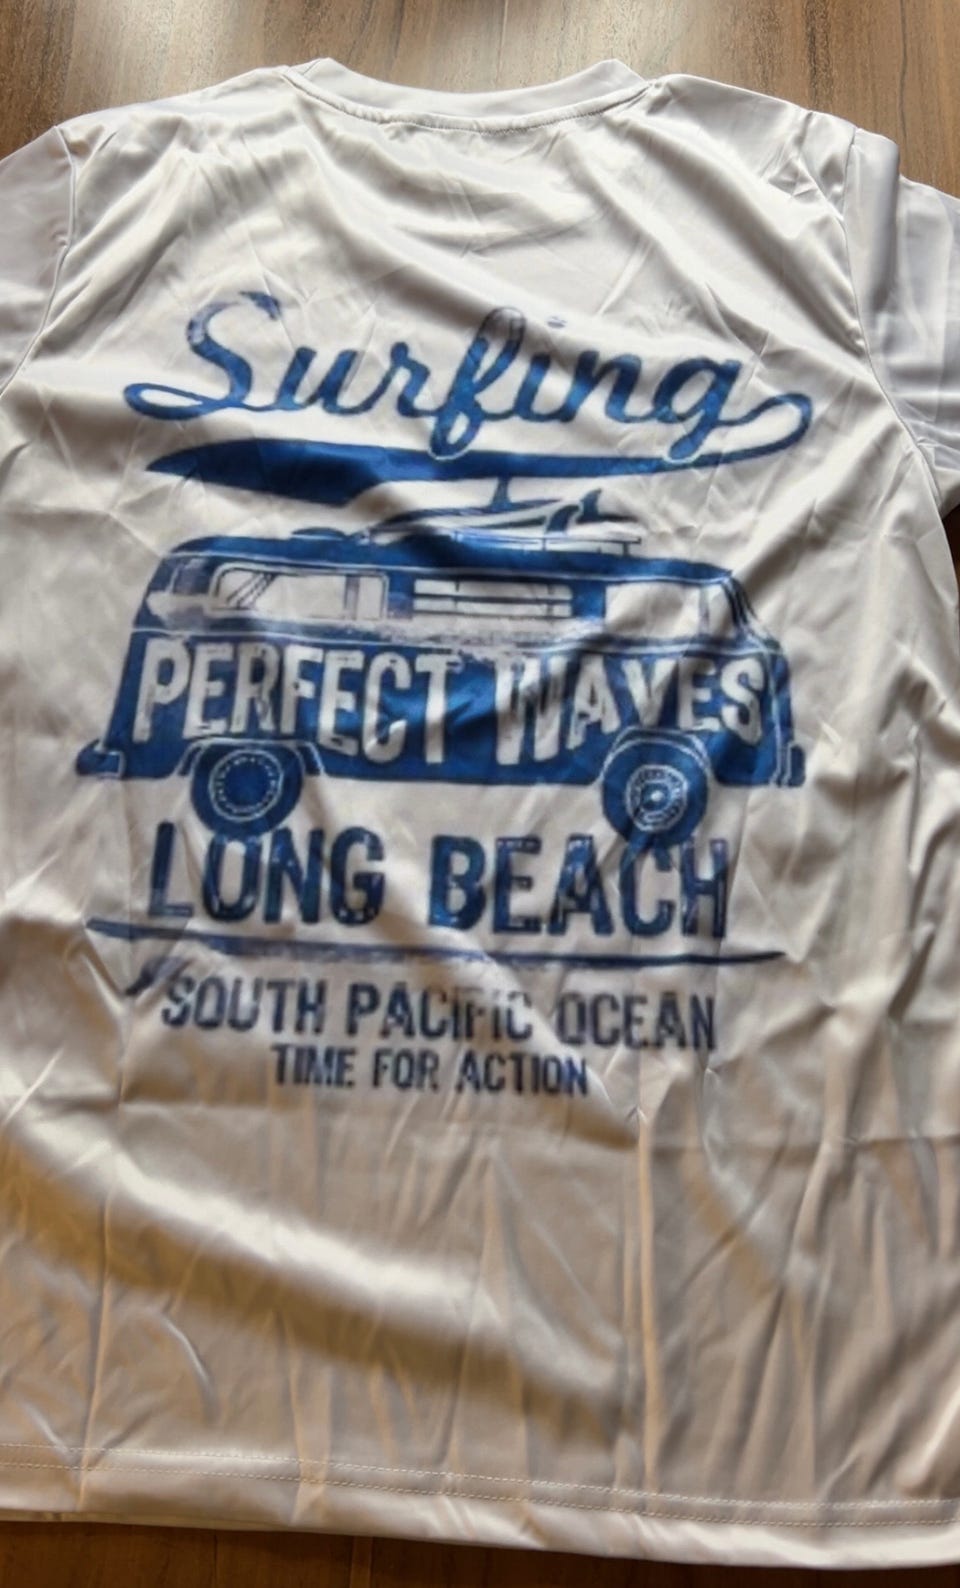 Surfing
PERFECT WAVES
LONG BEACH
SOUTH PACIFIC OCEAN
TIME FOR ACTION